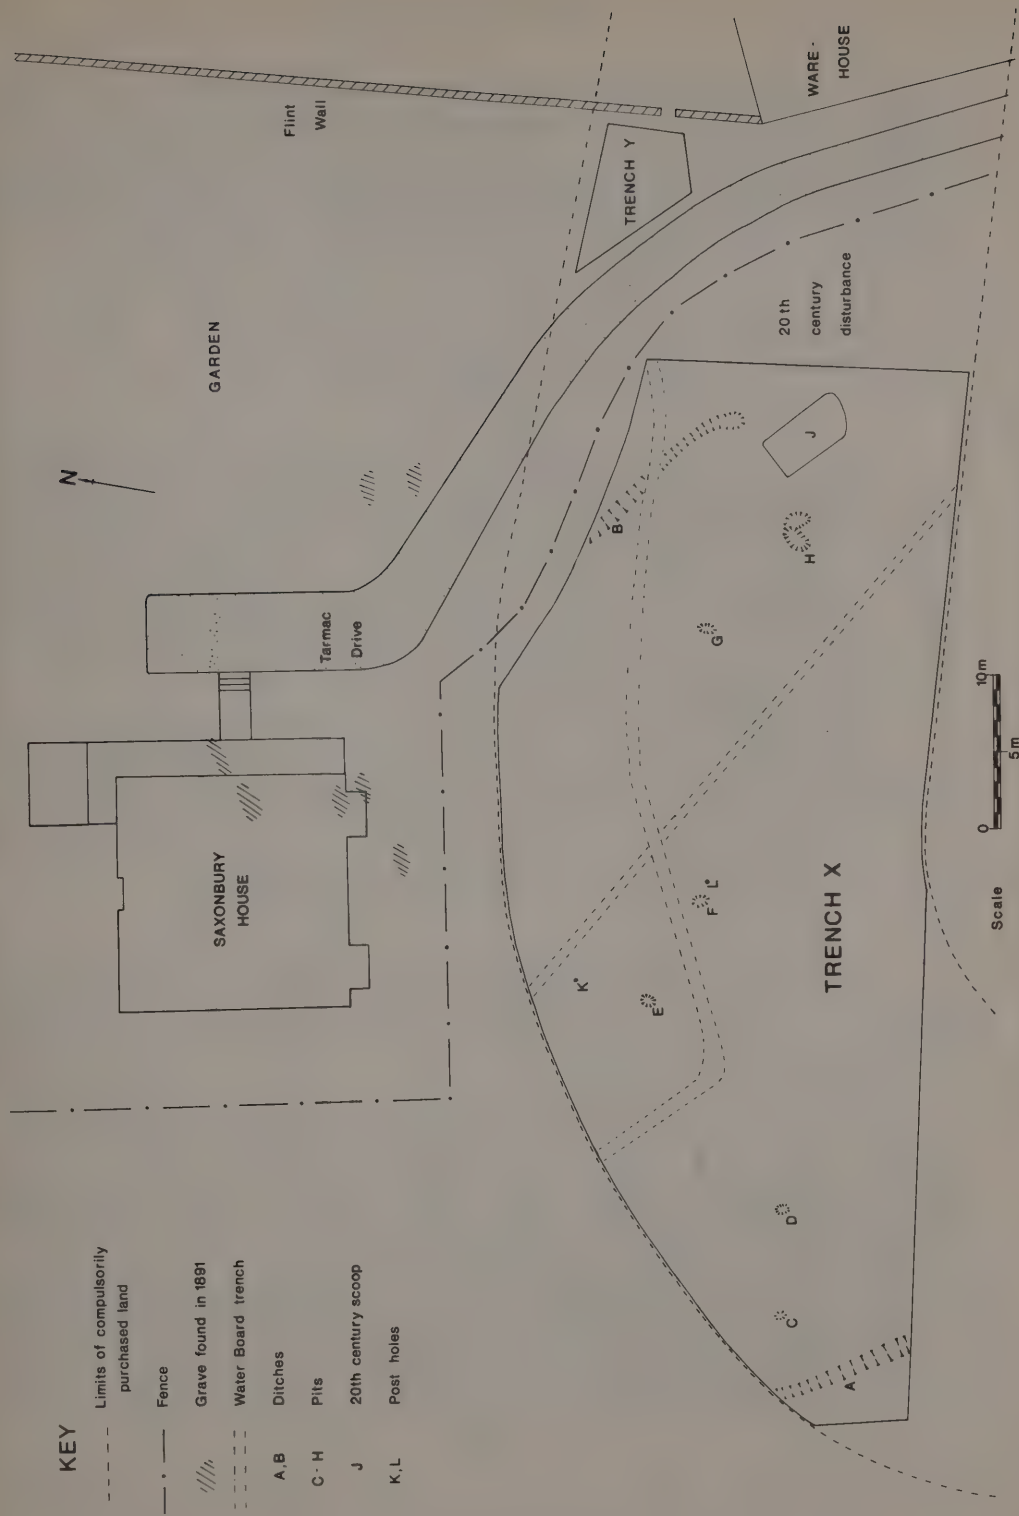 KEY
Limits of compulsorily
purchased land
Fence
Grave found in 1891
Water Board trench
A,B Ditches
C - H Pits
J 20th century scoop
K,L Post holes
SAXONBURY
HOUSE
Tarmac
Drive
N
GARDEN
Flint
Wall
TRENCH Y
WARE -
HOUSE
20th
century
disturbance
A
C
D
E
K
F
L
G
B
H
J
TRENCH X
Scale
0
5m
10m